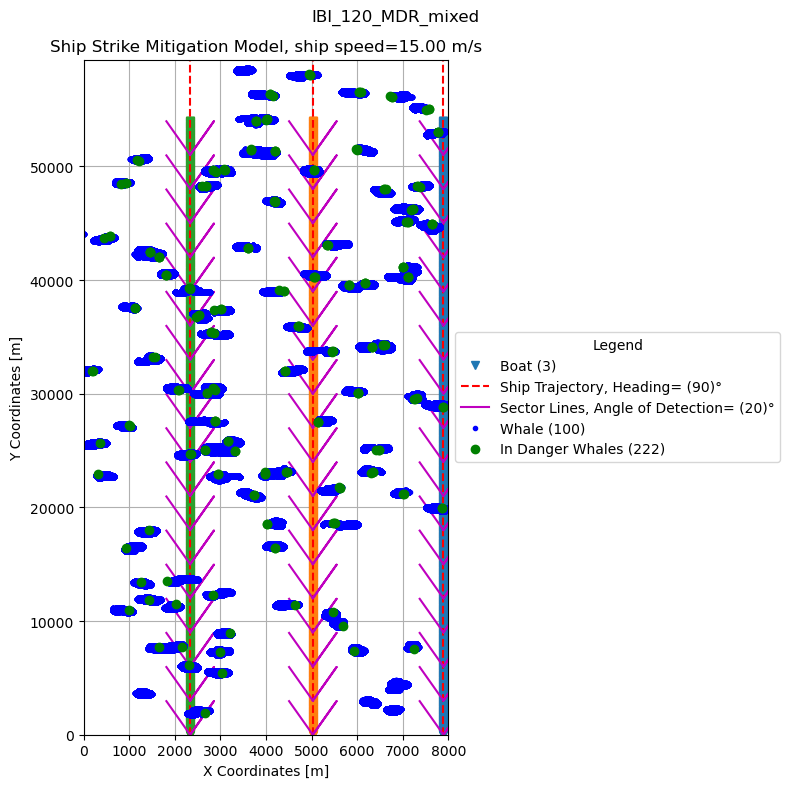 IBI_120_MDR_mixed
Ship Strike Mitigation Model, ship speed=15.00 m/s
50000
40000
30000
20000
10000
0
Y Coordinates [m]
0 1000 2000 3000 4000 5000 6000 7000 8000
X Coordinates [m]
Legend
Boat (3)
Ship Trajectory, Heading= (90)°
Sector Lines, Angle of Detection= (20)°
Whale (100)
In Danger Whales (222)